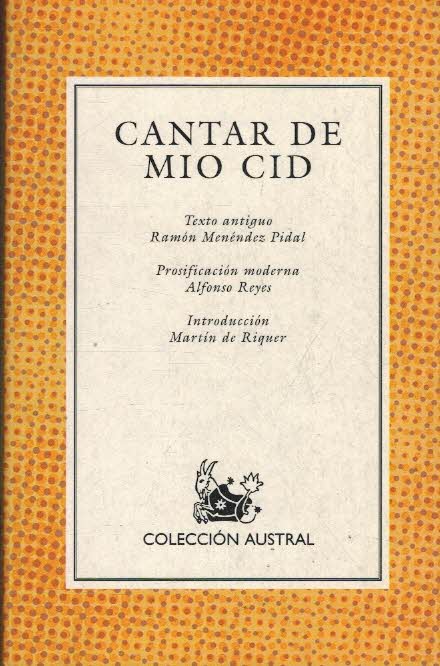 CANTAR DE
MIO CID
Texto antiguo
Ramón Menéndez Pidal
Prosificación moderna
Alfonso Reyes
Introducción
Martín de Riquer
COLECCIÓN AUSTRAL